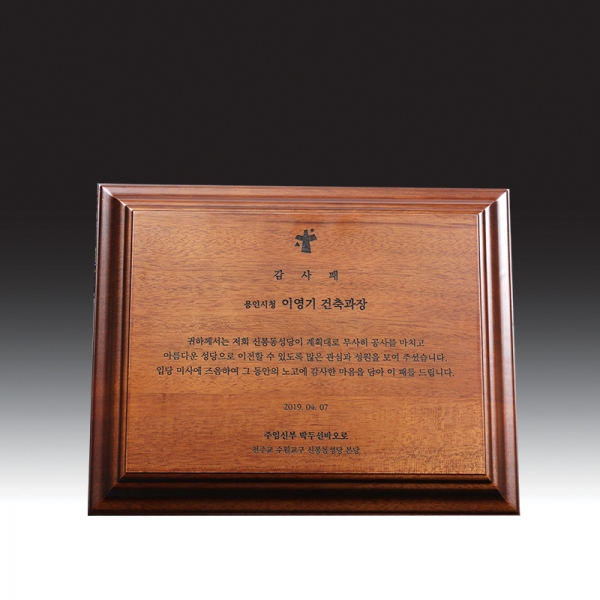 감 사 패
용인시청 이영기 건축과장
귀하께서는 저희 신봉동성당이 계획대로 무사히 공사를 마치고
아름다운 성당으로 이전할 수 있도록 많은 관심과 성원을 보여 주셨습니다.
입당 미사에 즈음하여 그 동안의 노고에 감사한 마음을 담아 이 패를 드립니다.
2019. 04. 07
주임신부 박두선바오로
천주교 수원교구 신봉동성당 본당